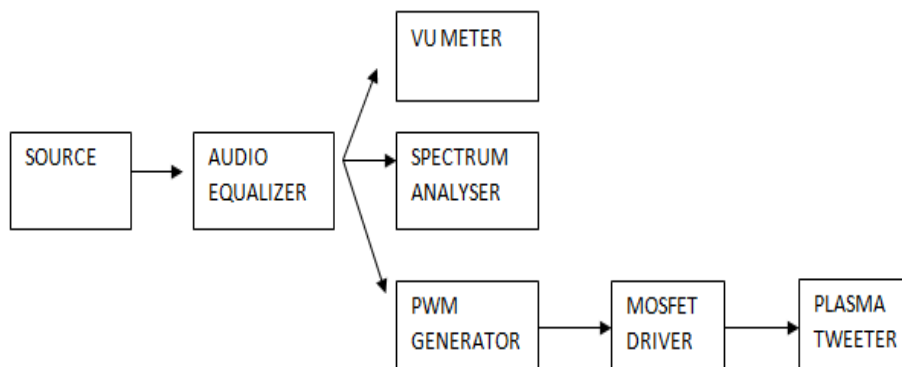 VU METER
SOURCE
AUDIO
EQUALIZER
SPECTRUM
ANALYSER
PWM
GENERATOR
MOSFET
DRIVER
PLASMA
TWEETER